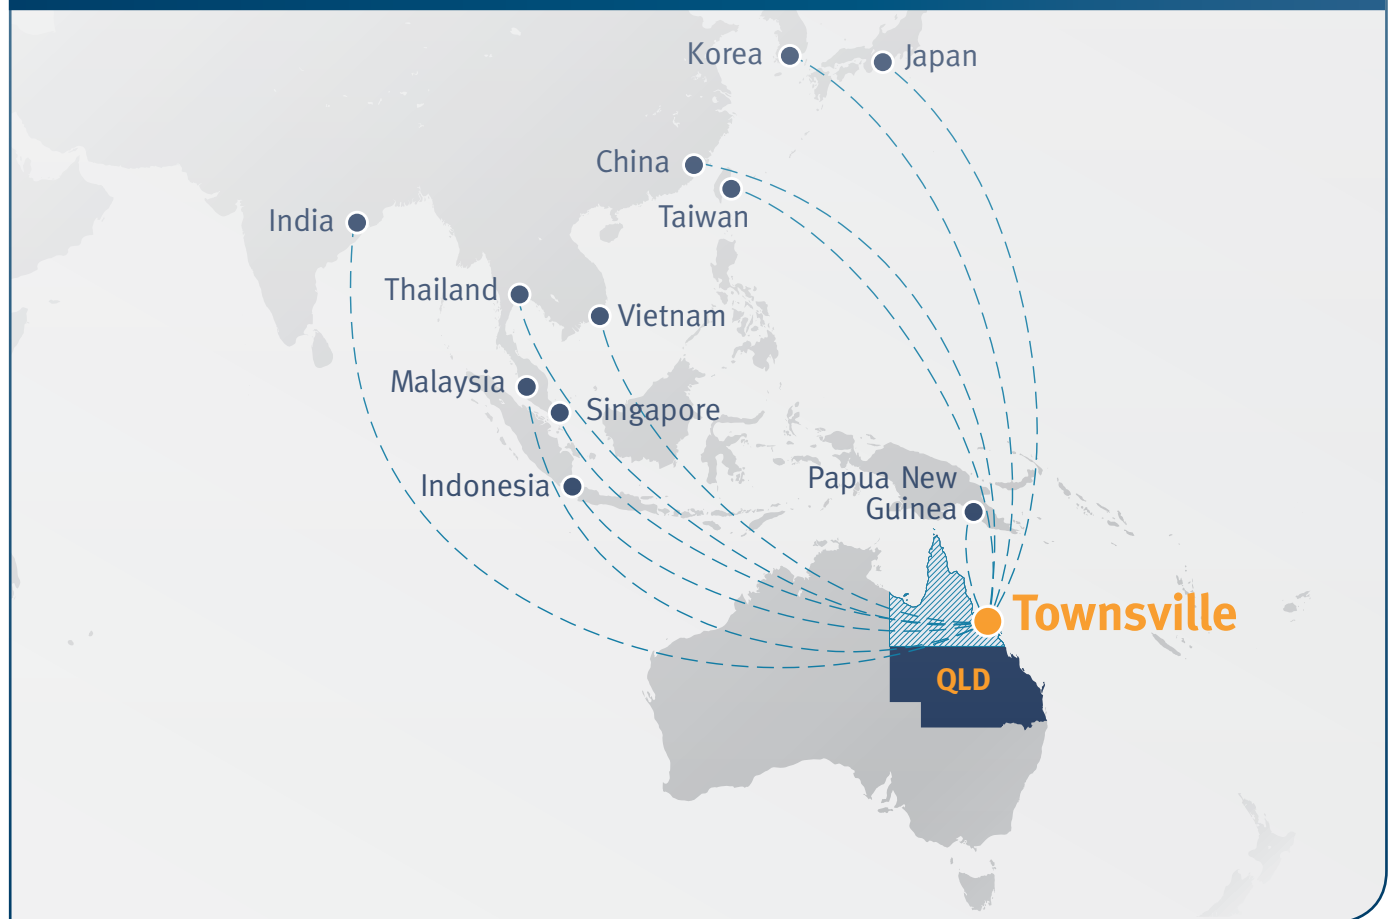 Korea
Japan
China
Taiwan
India
Thailand
Vietnam
Malaysia
Singapore
Indonesia
Papua New
Guinea
Townsville
QLD